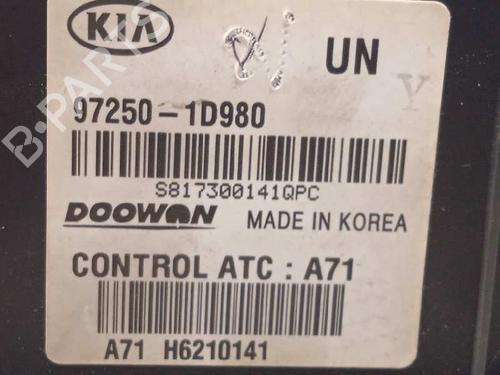 KIA
UN
Y
97250-1D980
S817300141QPC
DOOWON MADE IN KOREA
CONTROL ATC : A71
A71 H6210141
B-PARTS